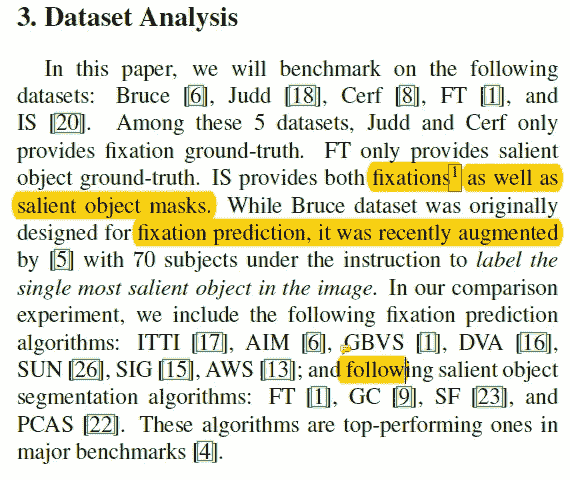 3. Dataset Analysis
In this paper, we will benchmark on the following
datasets: Bruce [6], Judd [18], Cerf [8], FT [1], and
IS [20]. Among these 5 datasets, Judd and Cerf only
provides fixation ground-truth. FT only provides salient
object ground-truth. IS provides both fixations1 as well as
salient object masks. While Bruce dataset was originally
designed for fixation prediction, it was recently augmented
by [5] with 70 subjects under the instruction to label the
single most salient object in the image. In our comparison
experiment, we include the following fixation prediction
algorithms: ITTI [17], AIM [6], GBVS [1], DVA [16],
SUN [26], SIG [15], AWS [13]; and following salient object
segmentation algorithms: FT [1], GC [9], SF [23], and
PCAS [22]. These algorithms are top-performing ones in
major benchmarks [4].